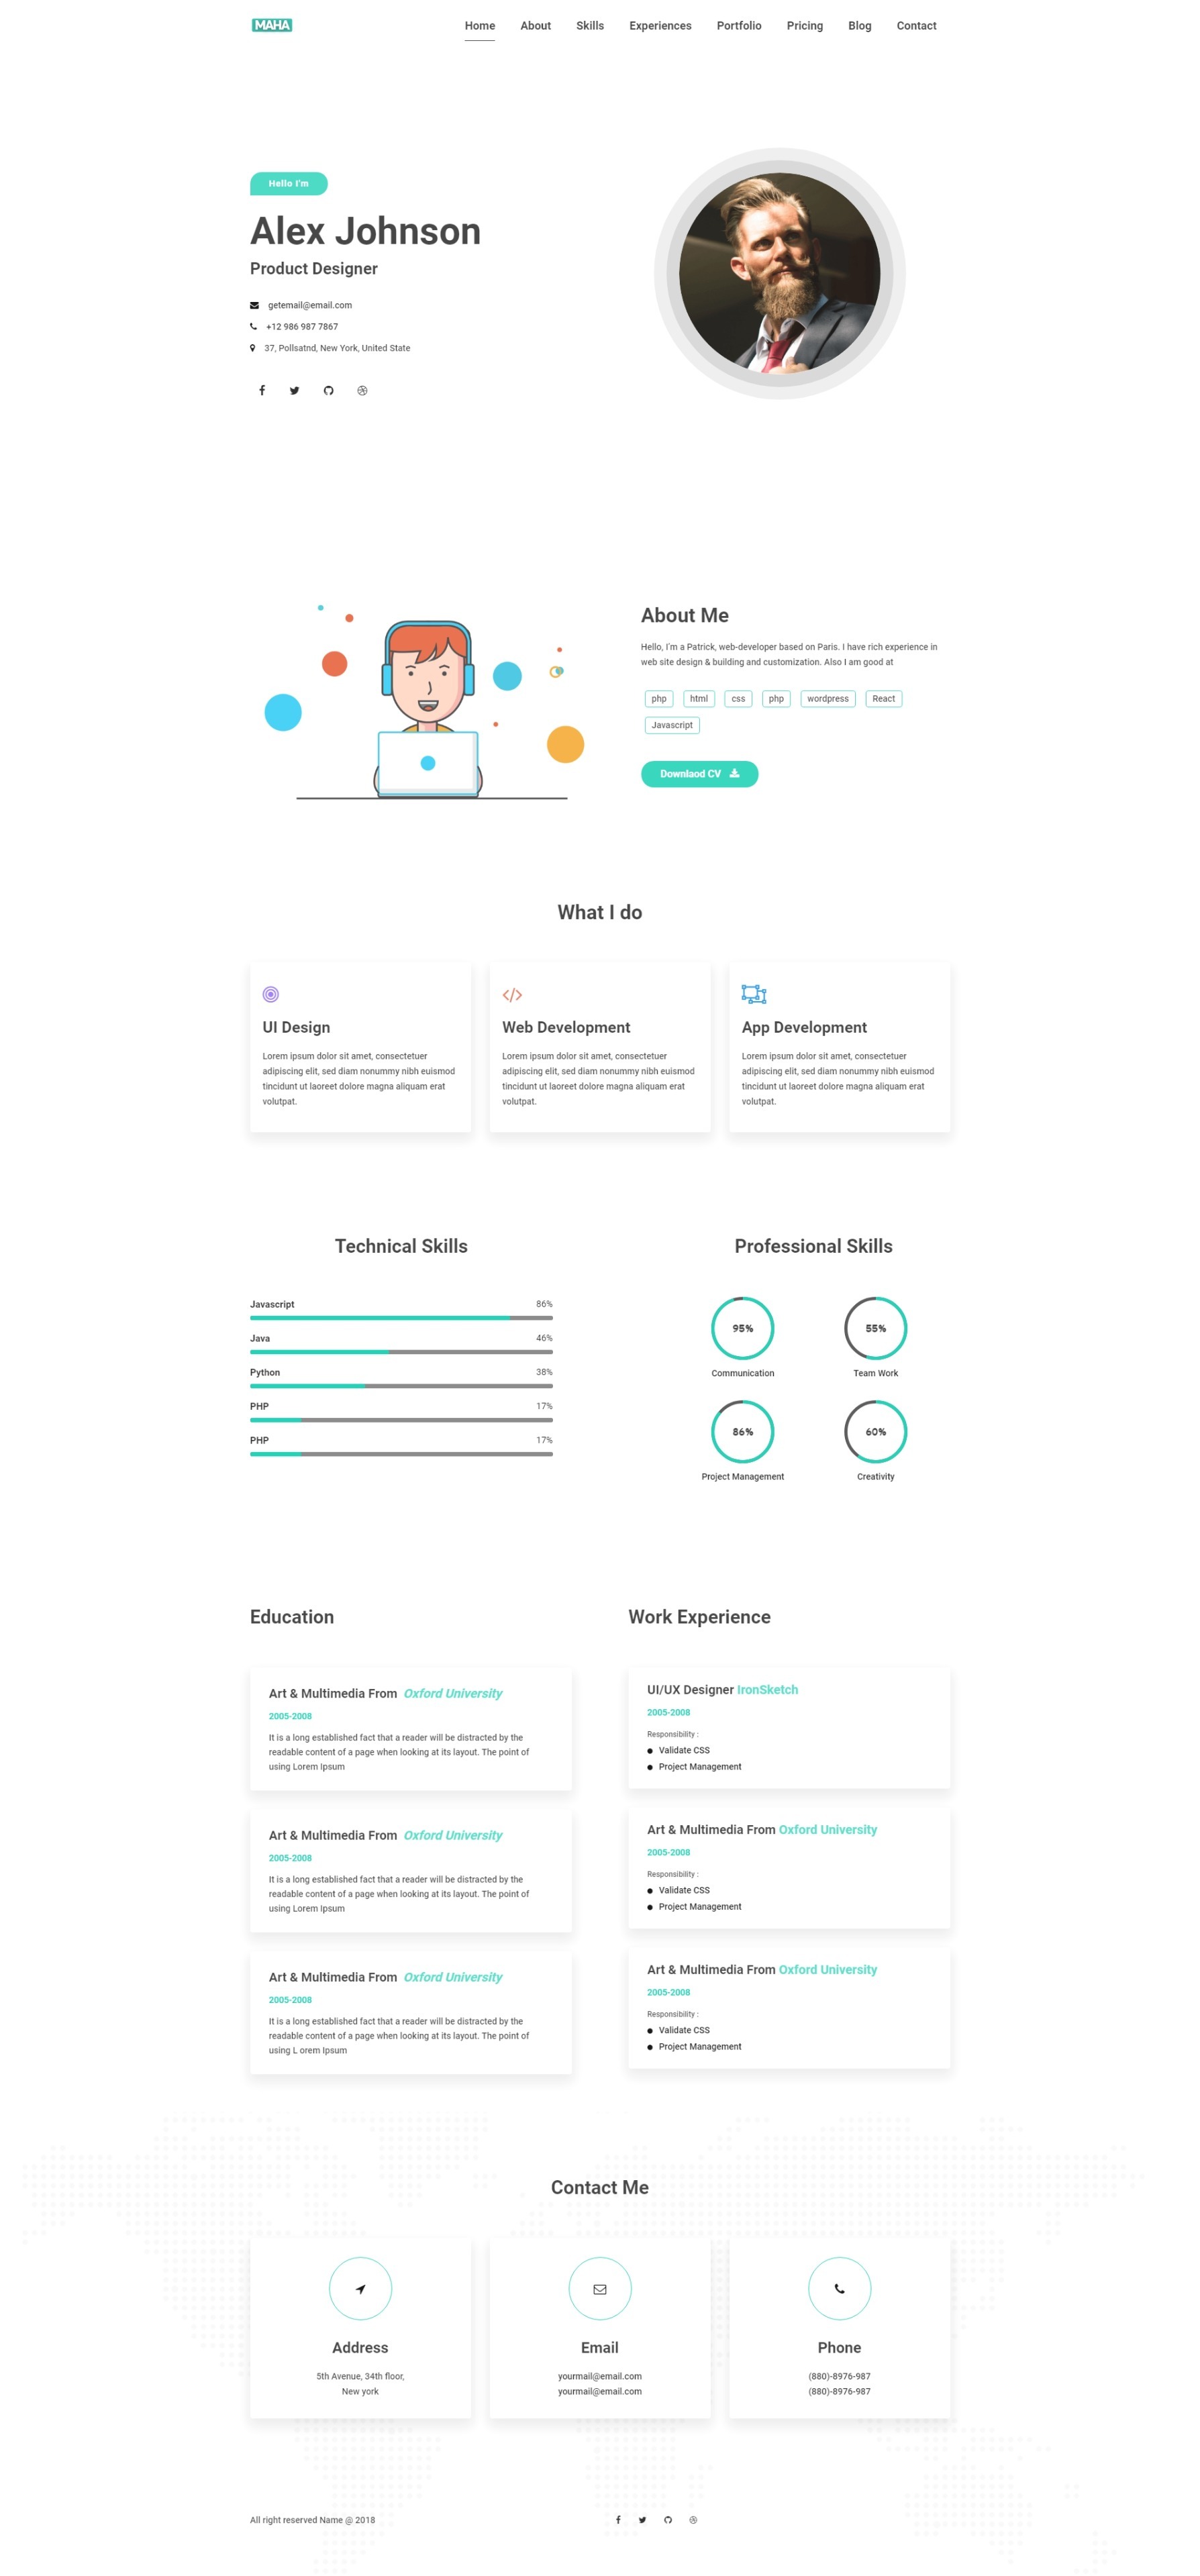 MAHA
Home About Skills Experiences Portfolio Pricing Blog Contact
Hello I'm
Alex Johnson
Product Designer
getemail@email.com
+12 986 987 7867
37, Pollsatnd, New York, United State
About Me
Hello, I'm a Patrick, web-developer based on Paris. I have rich experience in
web site design & building and customization. Also I am good at
php html css php wordpress React
Javascript
Downlaod CV
What I do
UI Design
Lorem ipsum dolor sit amet, consectetuer
adipiscing elit, sed diam nonummy nibh euismod
tincidunt ut laoreet dolore magna aliquam erat
volutpat.
Web Development
Lorem ipsum dolor sit amet, consectetuer
adipiscing elit, sed diam nonummy nibh euismod
tincidunt ut laoreet dolore magna aliquam erat
volutpat.
App Development
Lorem ipsum dolor sit amet, consectetuer
adipiscing elit, sed diam nonummy nibh euismod
tincidunt ut laoreet dolore magna aliquam erat
volutpat.
Technical Skills
Javascript 86%
Java 46%
Python 38%
PHP 17%
PHP 17%
Professional Skills
95% 55%
Communication Team Work
86% 60%
Project Management Creativity
Education
Art & Multimedia From Oxford University
2005-2008
It is a long established fact that a reader will be distracted by the
readable content of a page when looking at its layout. The point of
using Lorem Ipsum
Art & Multimedia From Oxford University
2005-2008
It is a long established fact that a reader will be distracted by the
readable content of a page when looking at its layout. The point of
using Lorem Ipsum
Art & Multimedia From Oxford University
2005-2008
It is a long established fact that a reader will be distracted by the
readable content of a page when looking at its layout. The point of
using L orem Ipsum
Work Experience
UI/UX Designer IronSketch
2005-2008
Responsibility :
Validate CSS
Project Management
Art & Multimedia From Oxford University
2005-2008
Responsibility :
Validate CSS
Project Management
Art & Multimedia From Oxford University
2005-2008
Responsibility :
Validate CSS
Project Management
Contact Me
Address
5th Avenue, 34th floor,
New york
Email
yourmail@email.com
yourmail@email.com
Phone
(880)-8976-987
(880)-8976-987
All right reserved Name @ 2018